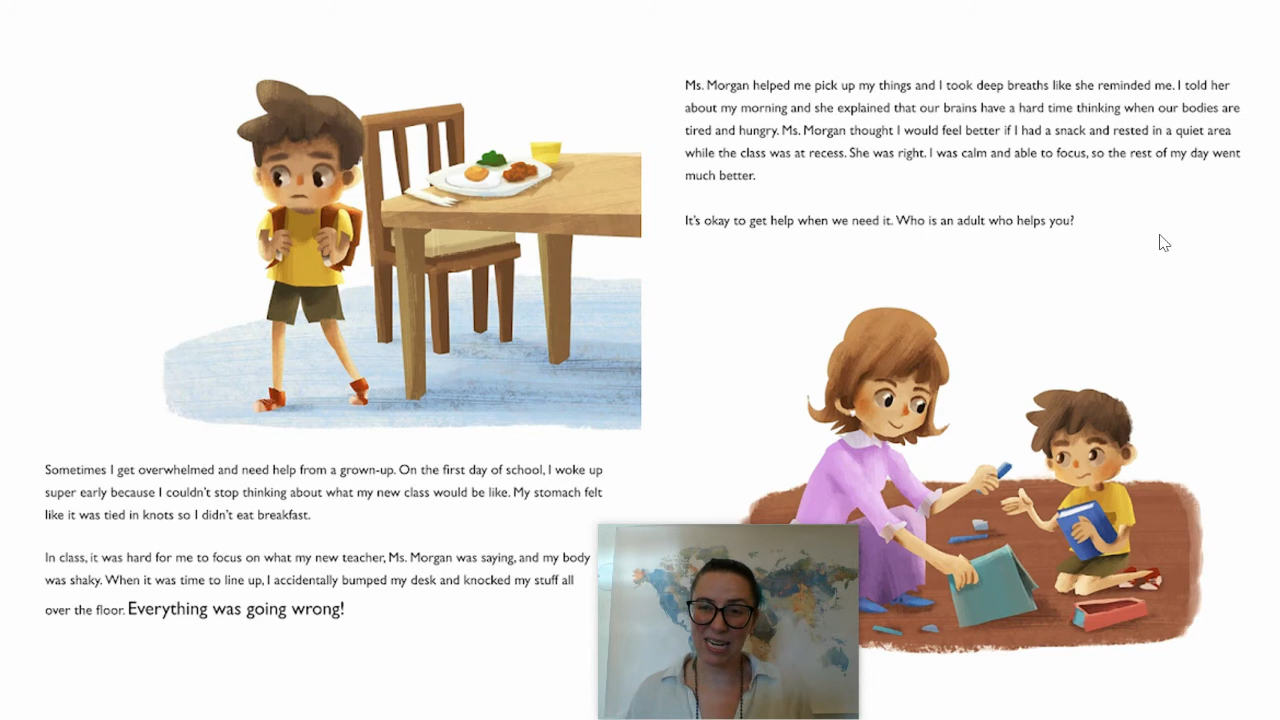 Sometimes I get overwhelmed and need help from a grown-up. On the first day of school, I woke up
super early because I couldn't stop thinking about what my new class would be like. My stomach felt
like it was tied in knots so I didn't eat breakfast.
In class, it was hard for me to focus on what my new teacher, Ms. Morgan was saying, and my body
was shaky. When it was time to line up, I accidentally bumped my desk and knocked my stuff all
over the floor. Everything was going wrong!
Ms. Morgan helped me pick up my things and I took deep breaths like she reminded me. I told her
about my morning and she explained that our brains have a hard time thinking when our bodies are
tired and hungry. Ms. Morgan thought I would feel better if I had a snack and rested in a quiet area
while the class was at recess. She was right. I was calm and able to focus, so the rest of my day went
much better.
It's okay to get help when we need it. Who is an adult who helps you?